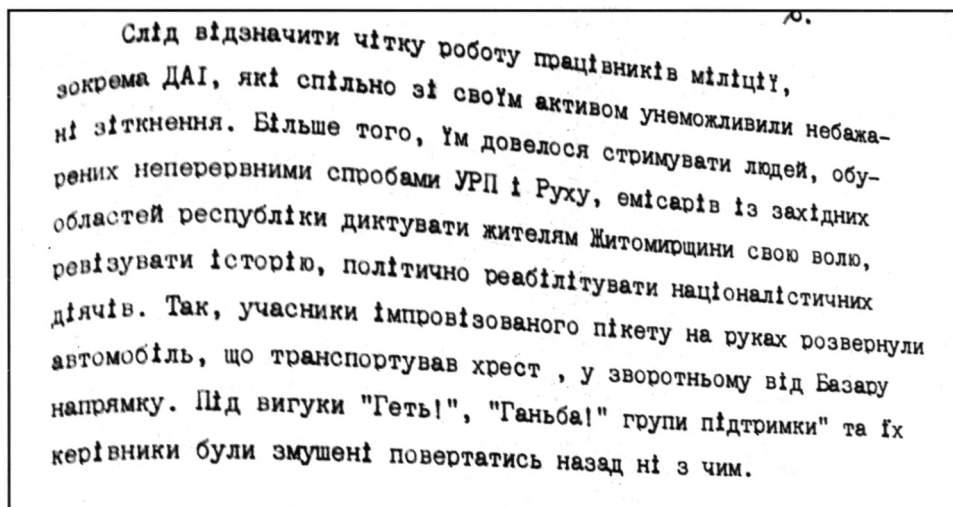 Слід відзначити чітку роботу працівників міліції,
зокрема ДАІ, які спільно зі своїм активом унеможливили небажа-
ні зіткнення. Більше того, їм довелося стримувати людей, обу-
рених неперервними спробами УРП і Руху, емісарів із західних
областей республіки диктувати жителям Житомирщини свою волю,
ревізувати історію, політично реабілітувати націоналістичних
діячів. Так, учасники імпровізованого пікету на руках розвернули
автомобіль, що транспортував хрест , у зворотньому від Базару
напрямку. Під вигуки "Геть!", "Ганьба!" групи підтримки" та їх
керівники були змушені повертатись назад ні з чим.